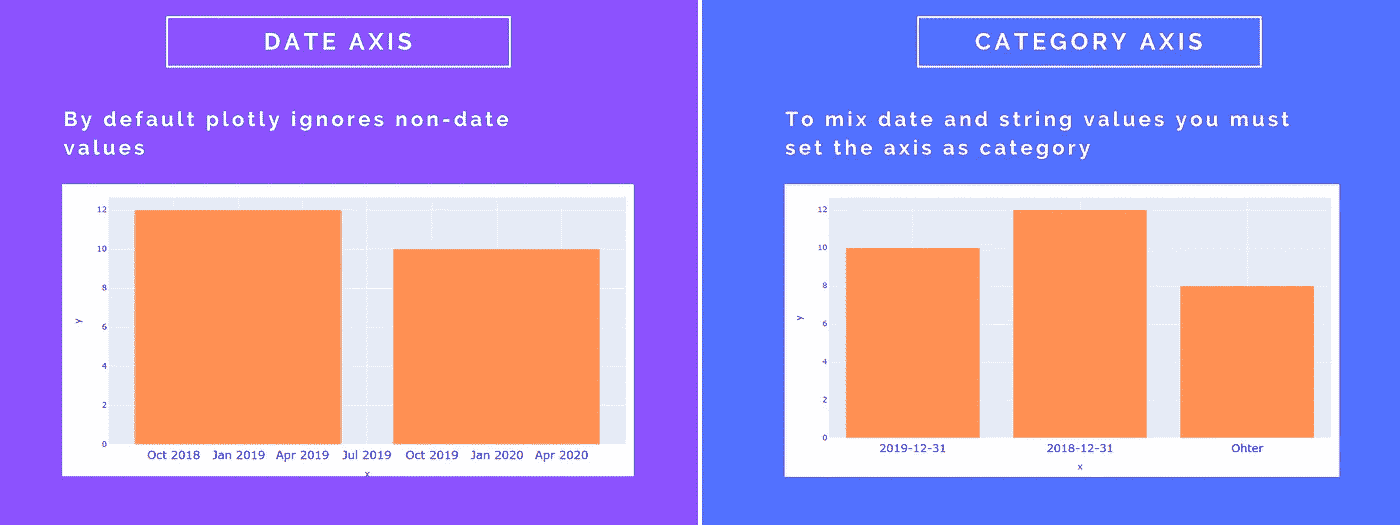 DATE AXIS
By default plotly ignores non-date
values
12
10
8
6
4
2
0
y
Oct 2018 Jan 2019 Apr 2019 Jul 2019 Oct 2019 Jan 2020 Apr 2020
x
CATEGORY AXIS
To mix date and string values you must
set the axis as category
12
10
8
6
4
2
0
y
2019-12-31 2018-12-31 Ohter
x